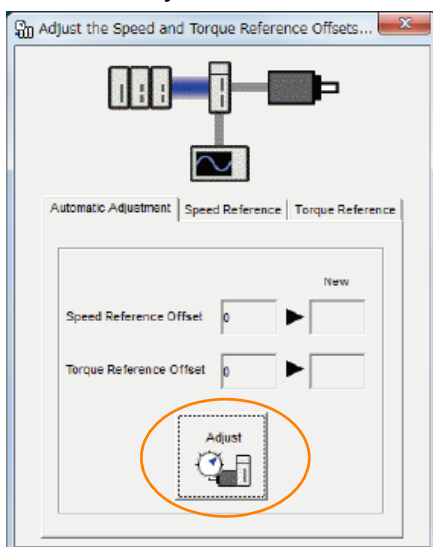 Adjust the Speed and Torque Reference Offsets...
Automatic Adjustment Speed Reference Torque Reference
New
Speed Reference Offset 0
Torque Reference Offset 0
Adjust